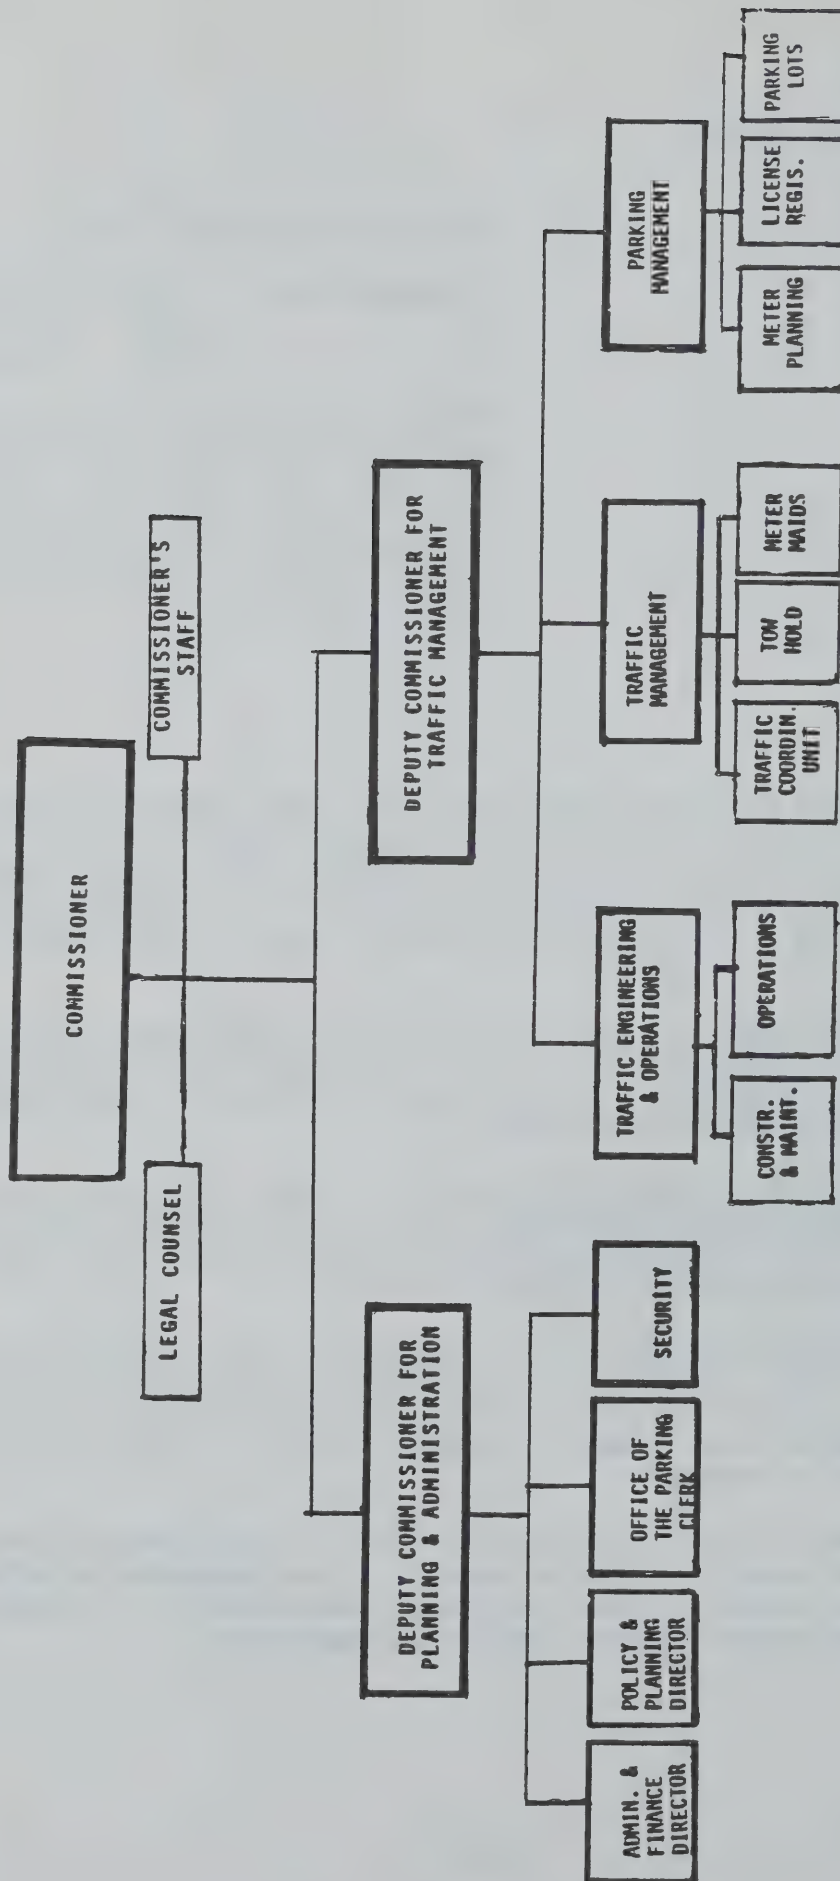 COMMISSIONER
LEGAL COUNSEL
COMMISSIONER'S
STAFF
DEPUTY COMMISSIONER FOR
PLANNING & ADMINISTRATION
DEPUTY COMMISSIONER FOR
TRAFFIC MANAGEMENT
ADMIN. &
FINANCE
DIRECTOR
POLICY &
PLANNING
DIRECTOR
OFFICE OF
THE PARKING
CLERK
SECURITY
TRAFFIC ENGINEERING
& OPERATIONS
TRAFFIC
MANAGEMENT
PARKING
MANAGEMENT
CONSTR.
& MAINT.
OPERATIONS
TRAFFIC
COORDIN.
UNIT
TOW
HOLD
METER
MAIDS
METER
PLANNING
LICENSE
REGIS.
PARKING
LOTS